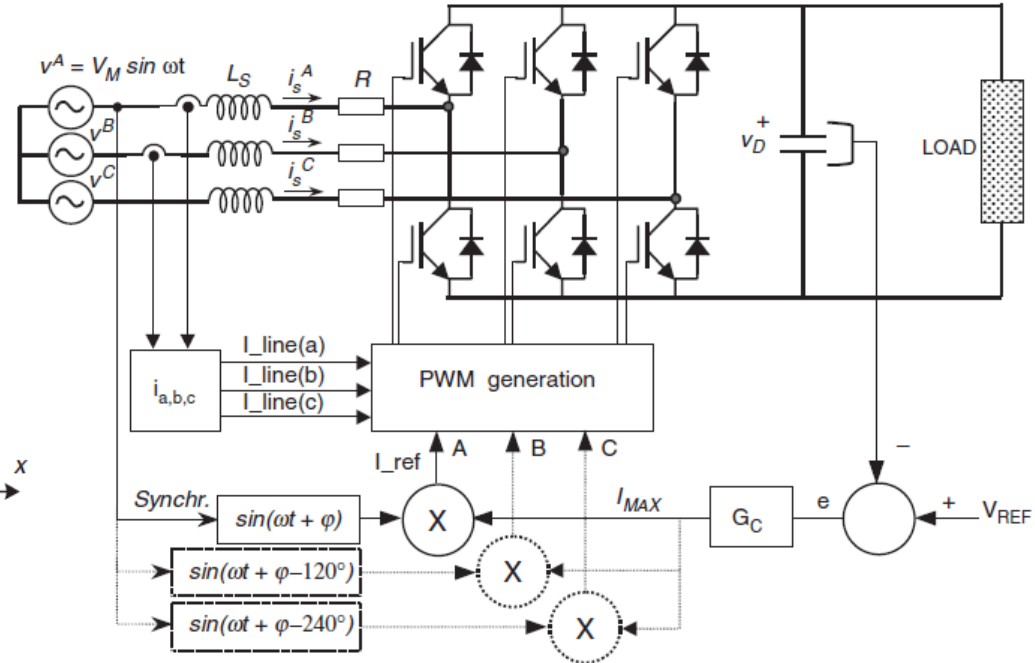 v^A = V_M sin ωt
L_S
i_s^A
R
v^B
i_s^B
v^C
i_s^C
+
v_D
LOAD
I_line(a)
I_line(b)
I_line(c)
i_a,b,c
PWM generation
A
B
C
I_ref
–
x
Synchr.
sin(ωt + φ)
X
I_MAX
G_C
e
+
V_REF
sin(ωt + φ–120°)
X
sin(ωt + φ–240°)
X